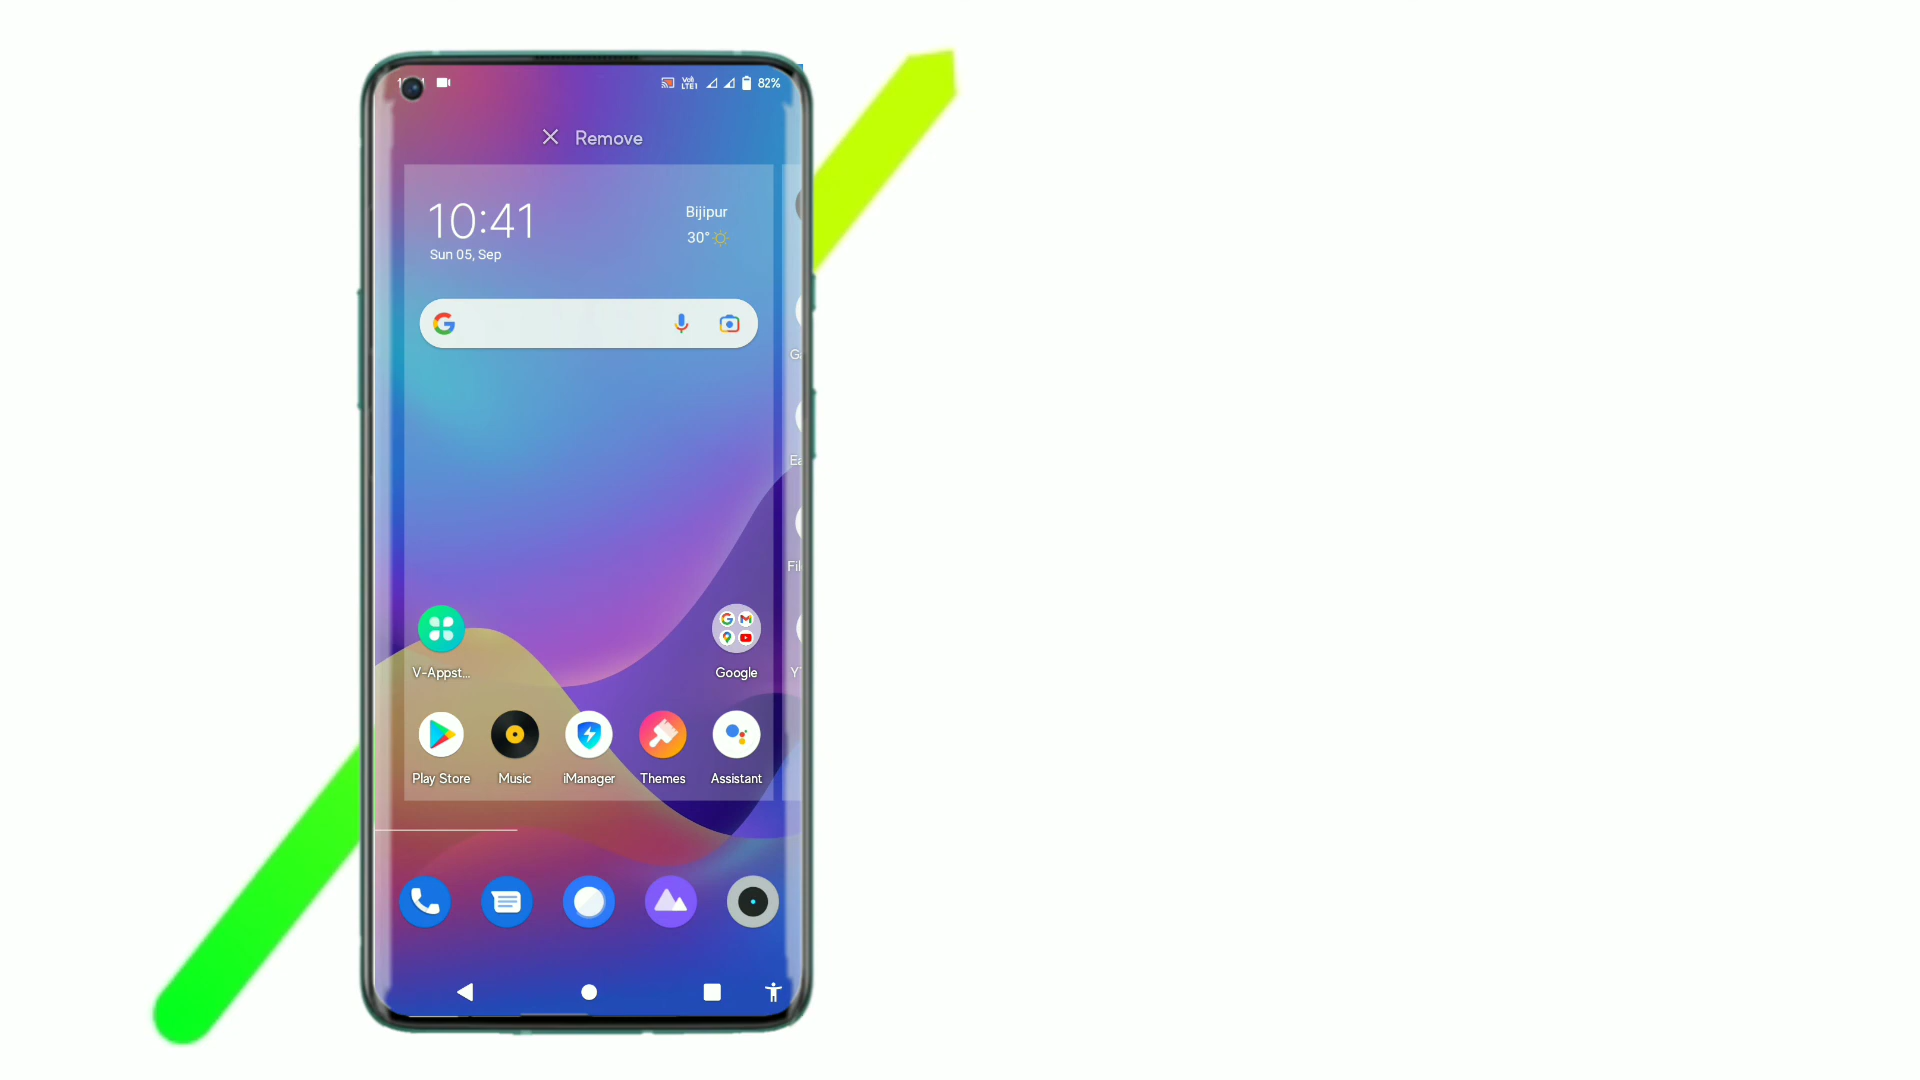 82%
Remove
10:41
Sun 05, Sep
Bijipur
30°
V-Appst...
Google
Play Store
Music
iManager
Themes
Assistant